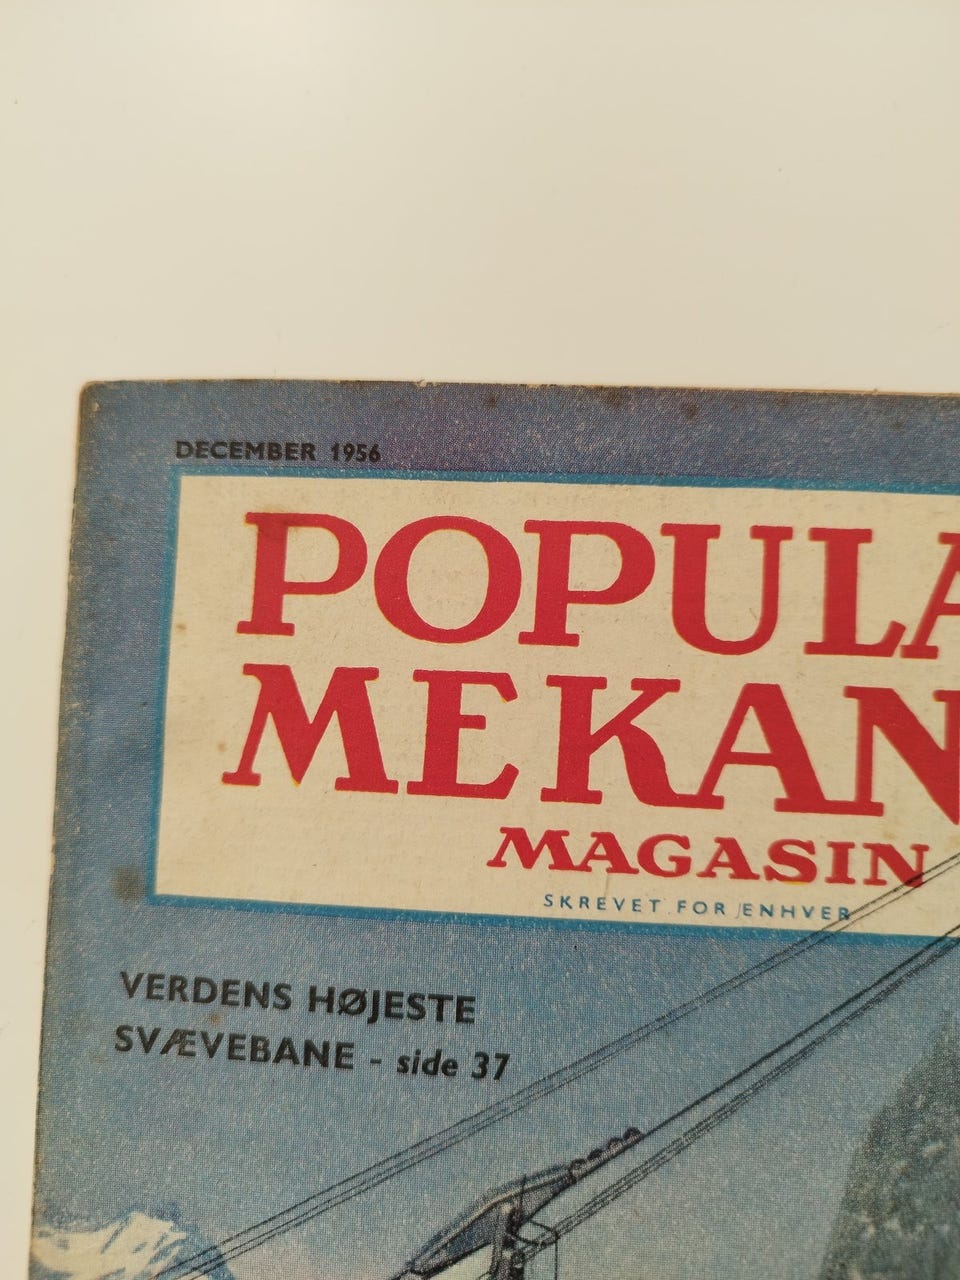 DECEMBER 1956
POPULA
MEKAN
MAGASIN
SKREVET FOR ENHVER
VERDENS HØJESTE
SVÆVEBANE - side 37